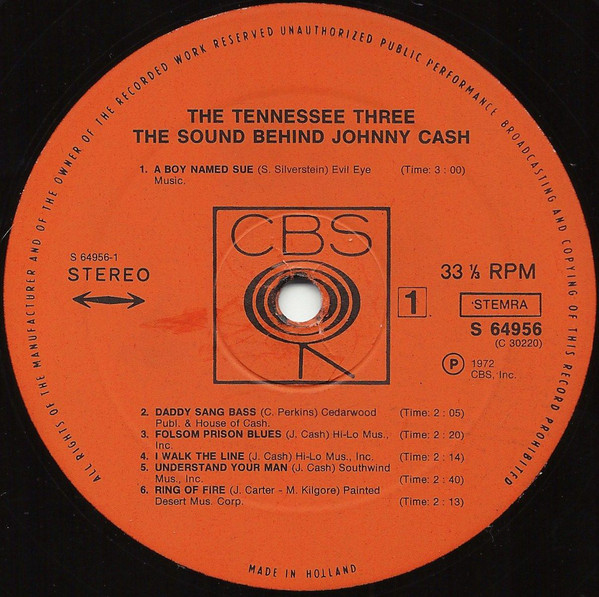 ALL RIGHTS OF THE MANUFACTURER AND OF THE OWNER OF THE RECORDED WORK RESERVED UNAUTHORIZED PUBLIC PERFORMANCE BROADCASTING AND COPYING OF THIS RECORD PROHIBITED
THE TENNESSEE THREE
THE SOUND BEHIND JOHNNY CASH
1. A BOY NAMED SUE (S. Silverstein) Evil Eye (Time: 3 : 00)
Music.
CBS
S 64956-1
STEREO
33 ⅓ RPM
1
STEMRA
S 64956
(C 30220)
Ⓟ 1972
CBS, Inc.
2. DADDY SANG BASS (C. Perkins) Cedarwood (Time: 2 : 05)
Publ. & House of Cash.
3. FOLSOM PRISON BLUES (J. Cash) Hi-Lo Mus., (Time: 2 : 20)
Inc.
4. I WALK THE LINE (J. Cash) Hi-Lo Mus., Inc. (Time: 2 : 14)
5. UNDERSTAND YOUR MAN (J. Cash) Southwind
Mus., Inc. (Time: 2 : 40)
6. RING OF FIRE (J. Carter - M. Kilgore) Painted (Time: 2 : 13)
Desert Mus. Corp.
MADE IN HOLLAND